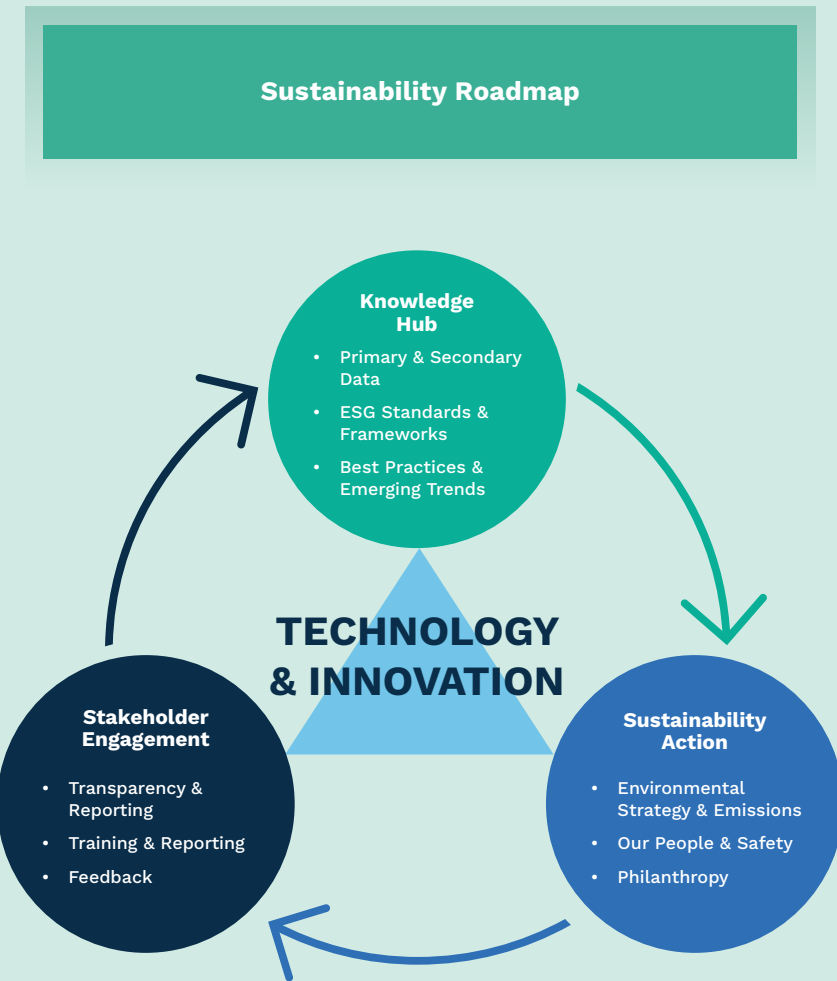 Sustainability Roadmap
Knowledge
Hub
• Primary & Secondary
Data
• ESG Standards &
Frameworks
• Best Practices &
Emerging Trends
TECHNOLOGY
& INNOVATION
Stakeholder
Engagement
• Transparency &
Reporting
• Training & Reporting
• Feedback
Sustainability
Action
• Environmental
Strategy & Emissions
• Our People & Safety
• Philanthropy